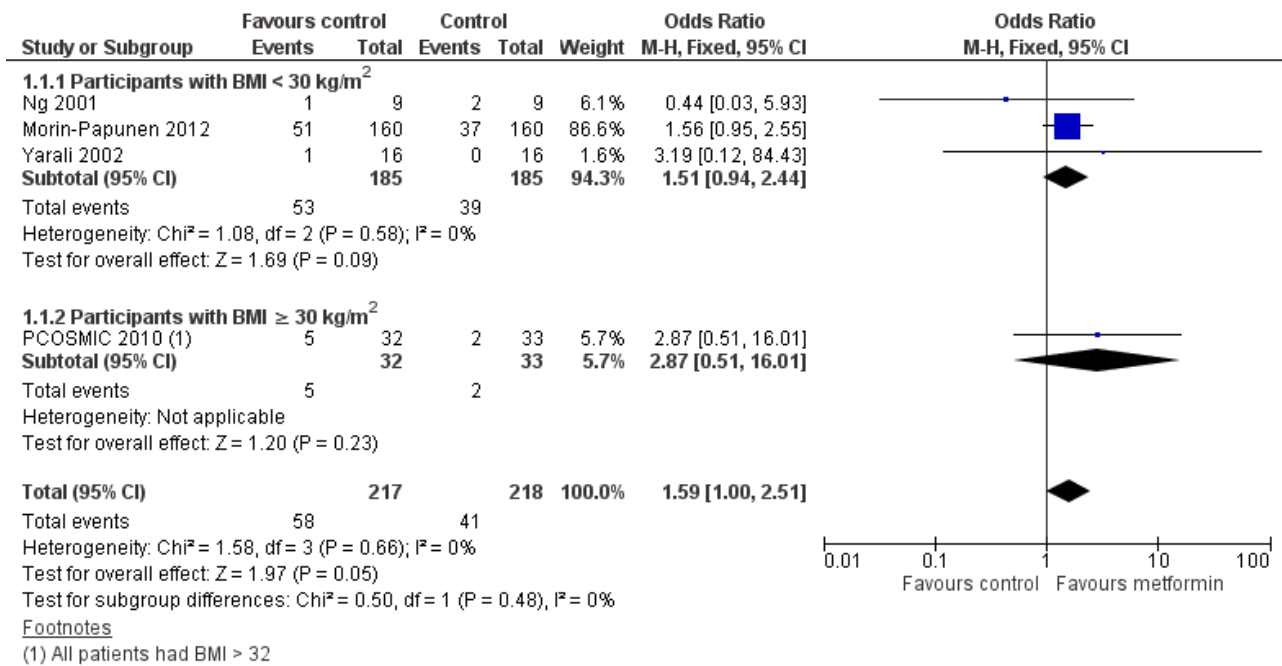 Favours control Control Odds Ratio Odds Ratio
Study or Subgroup Events Total Events Total Weight M-H, Fixed, 95% CI M-H, Fixed, 95% CI
1.1.1 Participants with BMI < 30 kg/m²
Ng 2001 1 9 2 9 6.1% 0.44 [0.03, 5.93]
Morin-Papunen 2012 51 160 37 160 86.6% 1.56 [0.95, 2.55]
Yarali 2002 1 16 0 16 1.6% 3.19 [0.12, 84.43]
Subtotal (95% CI) 185 185 94.3% 1.51 [0.94, 2.44]
Total events 53 39
Heterogeneity: Chi² = 1.08, df = 2 (P = 0.58); I² = 0%
Test for overall effect: Z = 1.69 (P = 0.09)
1.1.2 Participants with BMI ≥ 30 kg/m²
PCOSMIC 2010 (1) 5 32 2 33 5.7% 2.87 [0.51, 16.01]
Subtotal (95% CI) 32 33 5.7% 2.87 [0.51, 16.01]
Total events 5 2
Heterogeneity: Not applicable
Test for overall effect: Z = 1.20 (P = 0.23)
Total (95% CI) 217 218 100.0% 1.59 [1.00, 2.51]
Total events 58 41
Heterogeneity: Chi² = 1.58, df = 3 (P = 0.66); I² = 0%
Test for overall effect: Z = 1.97 (P = 0.05)
Test for subgroup differences: Chi² = 0.50, df = 1 (P = 0.48), I² = 0%
0.01 0.1 1 10 100
Favours control Favours metformin
Footnotes
(1) All patients had BMI > 32